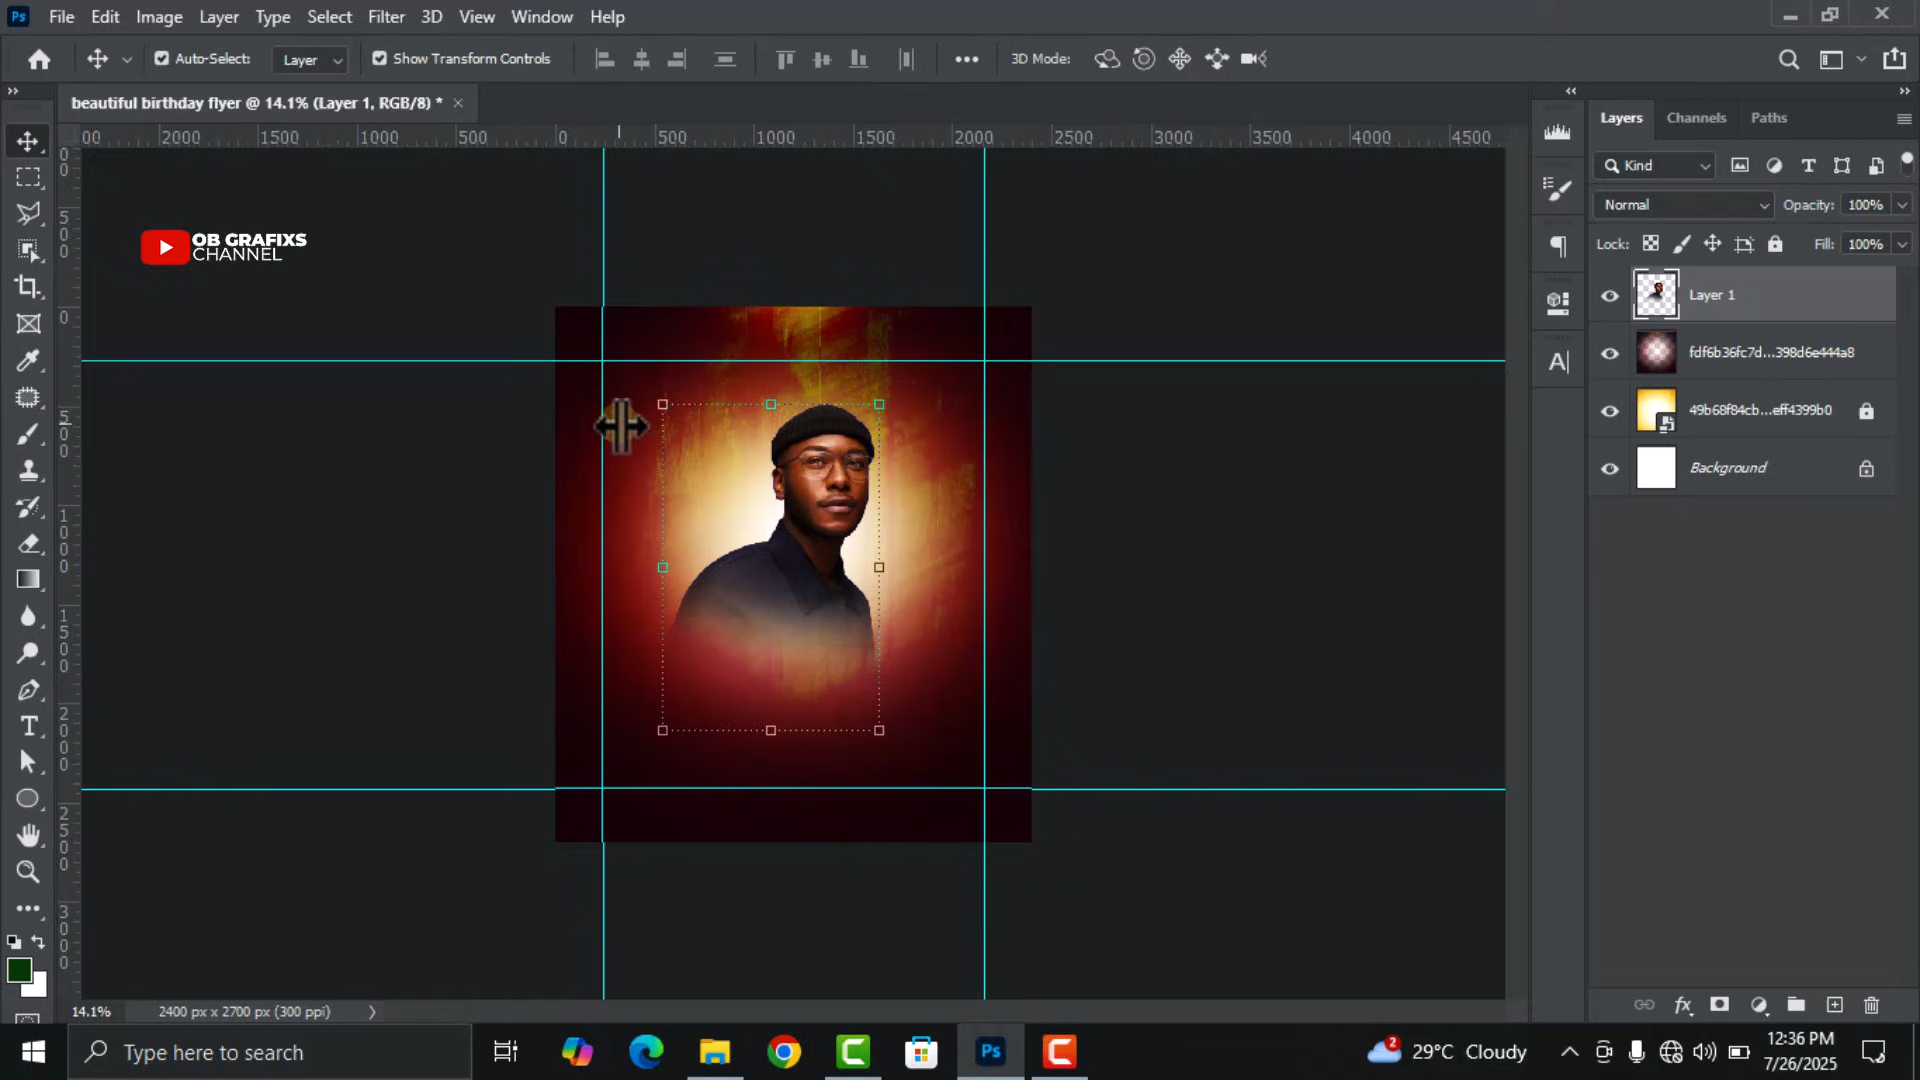 Ps File Edit Image Layer Type Select Filter 3D View Window Help
Auto-Select: Layer Show Transform Controls 3D Mode:
beautiful birthday flyer @ 14.1% (Layer 1, RGB/8) *
00 2000 1500 1000 500 0 500 1000 1500 2000 2500 3000 3500 4000 4500
OB GRAFIXS
CHANNEL
Layers Channels Paths
Kind
Normal Opacity: 100%
Lock: Fill: 100%
Layer 1
fdf6b36fc7d...398d6e444a8
49b68f84cb...eff4399b0
Background
14.1% 2400 px x 2700 px (300 ppi)
Type here to search
Ps
2
29°C Cloudy
12:36 PM
7/26/2025